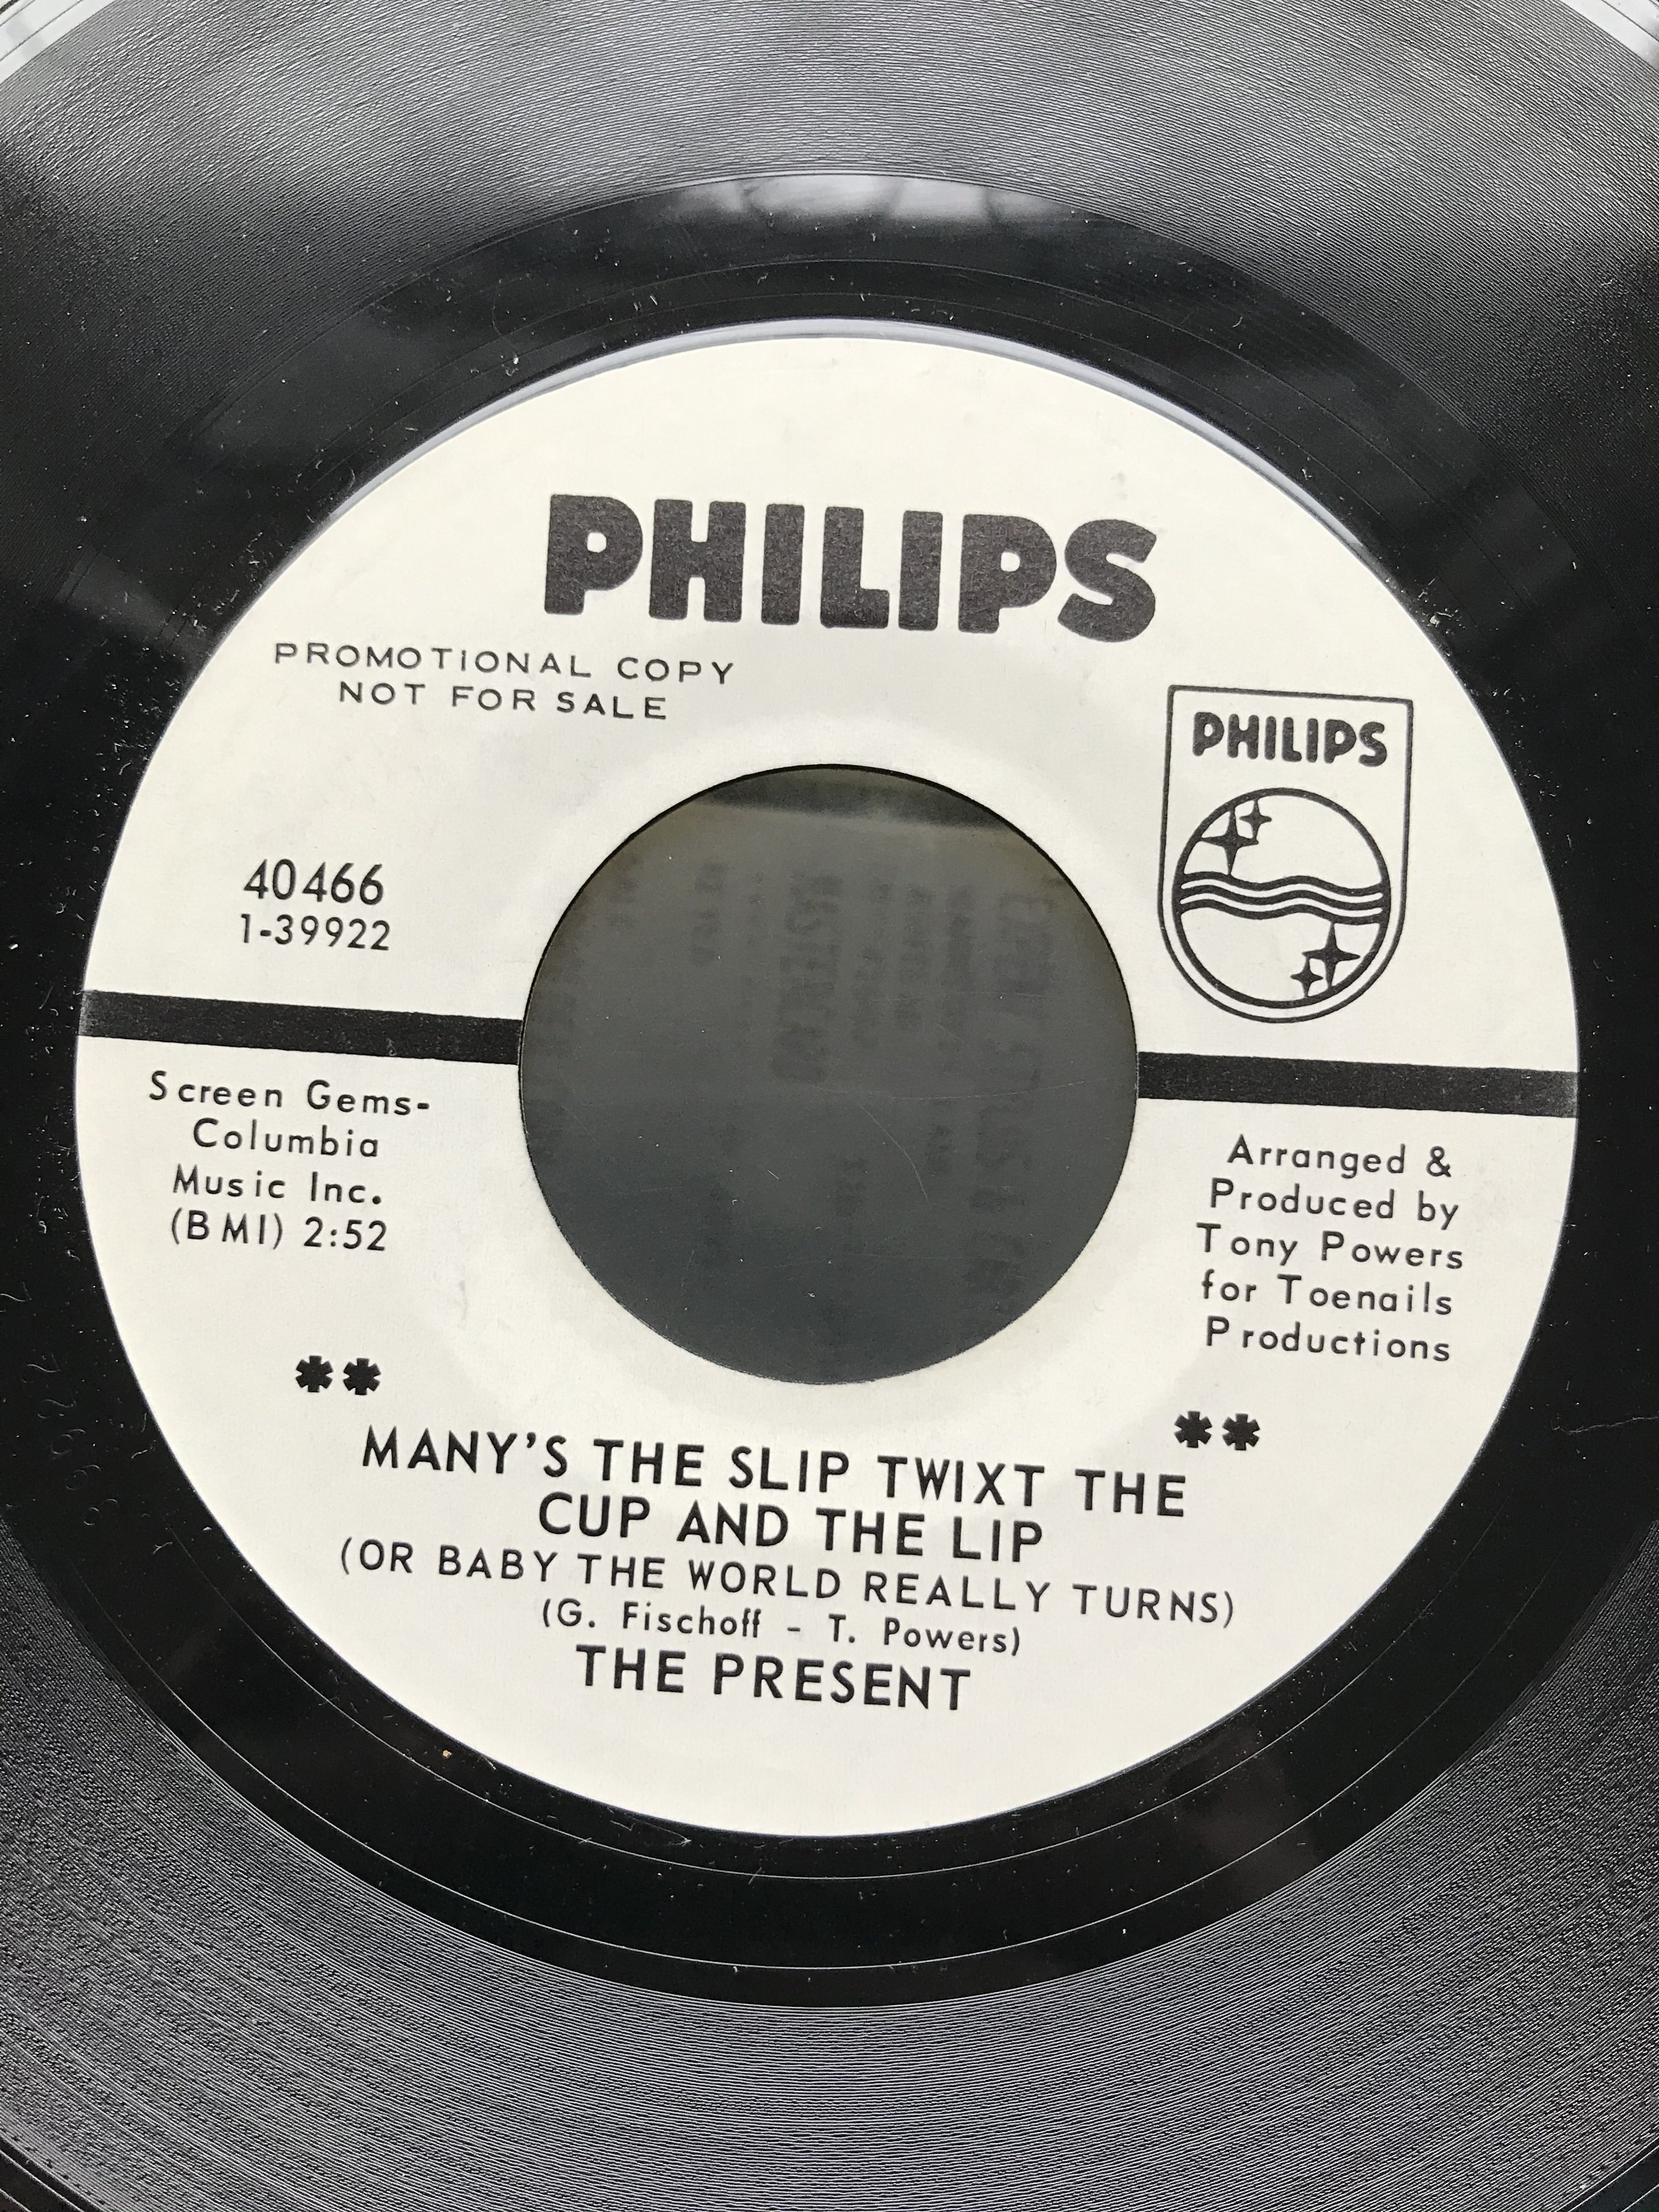 PHILIPS
PROMOTIONAL COPY
NOT FOR SALE
PHILIPS
40466
1-39922
Screen Gems-
Columbia
Music Inc.
(BMI) 2:52
Arranged &
Produced by
Tony Powers
for Toenails
Productions
** **
MANY'S THE SLIP TWIXT THE
CUP AND THE LIP
(OR BABY THE WORLD REALLY TURNS)
(G. Fischoff - T. Powers)
THE PRESENT